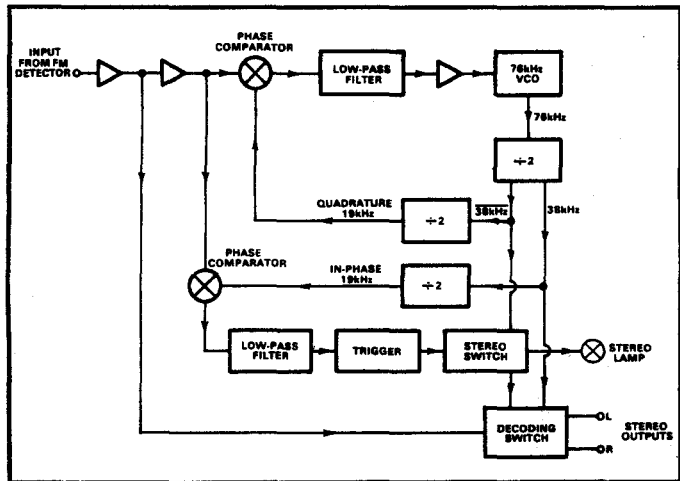 PHASE
COMPARATOR
INPUT
FROM FM
DETECTOR
LOW-PASS
FILTER
76kHz
VCO
76kHz
÷2
QUADRATURE
19kHz
÷2
38kHz
38kHz
PHASE
COMPARATOR
IN-PHASE
19kHz
÷2
LOW-PASS
FILTER
TRIGGER
STEREO
SWITCH
STEREO
LAMP
DECODING
SWITCH
L
R
STEREO
OUTPUTS